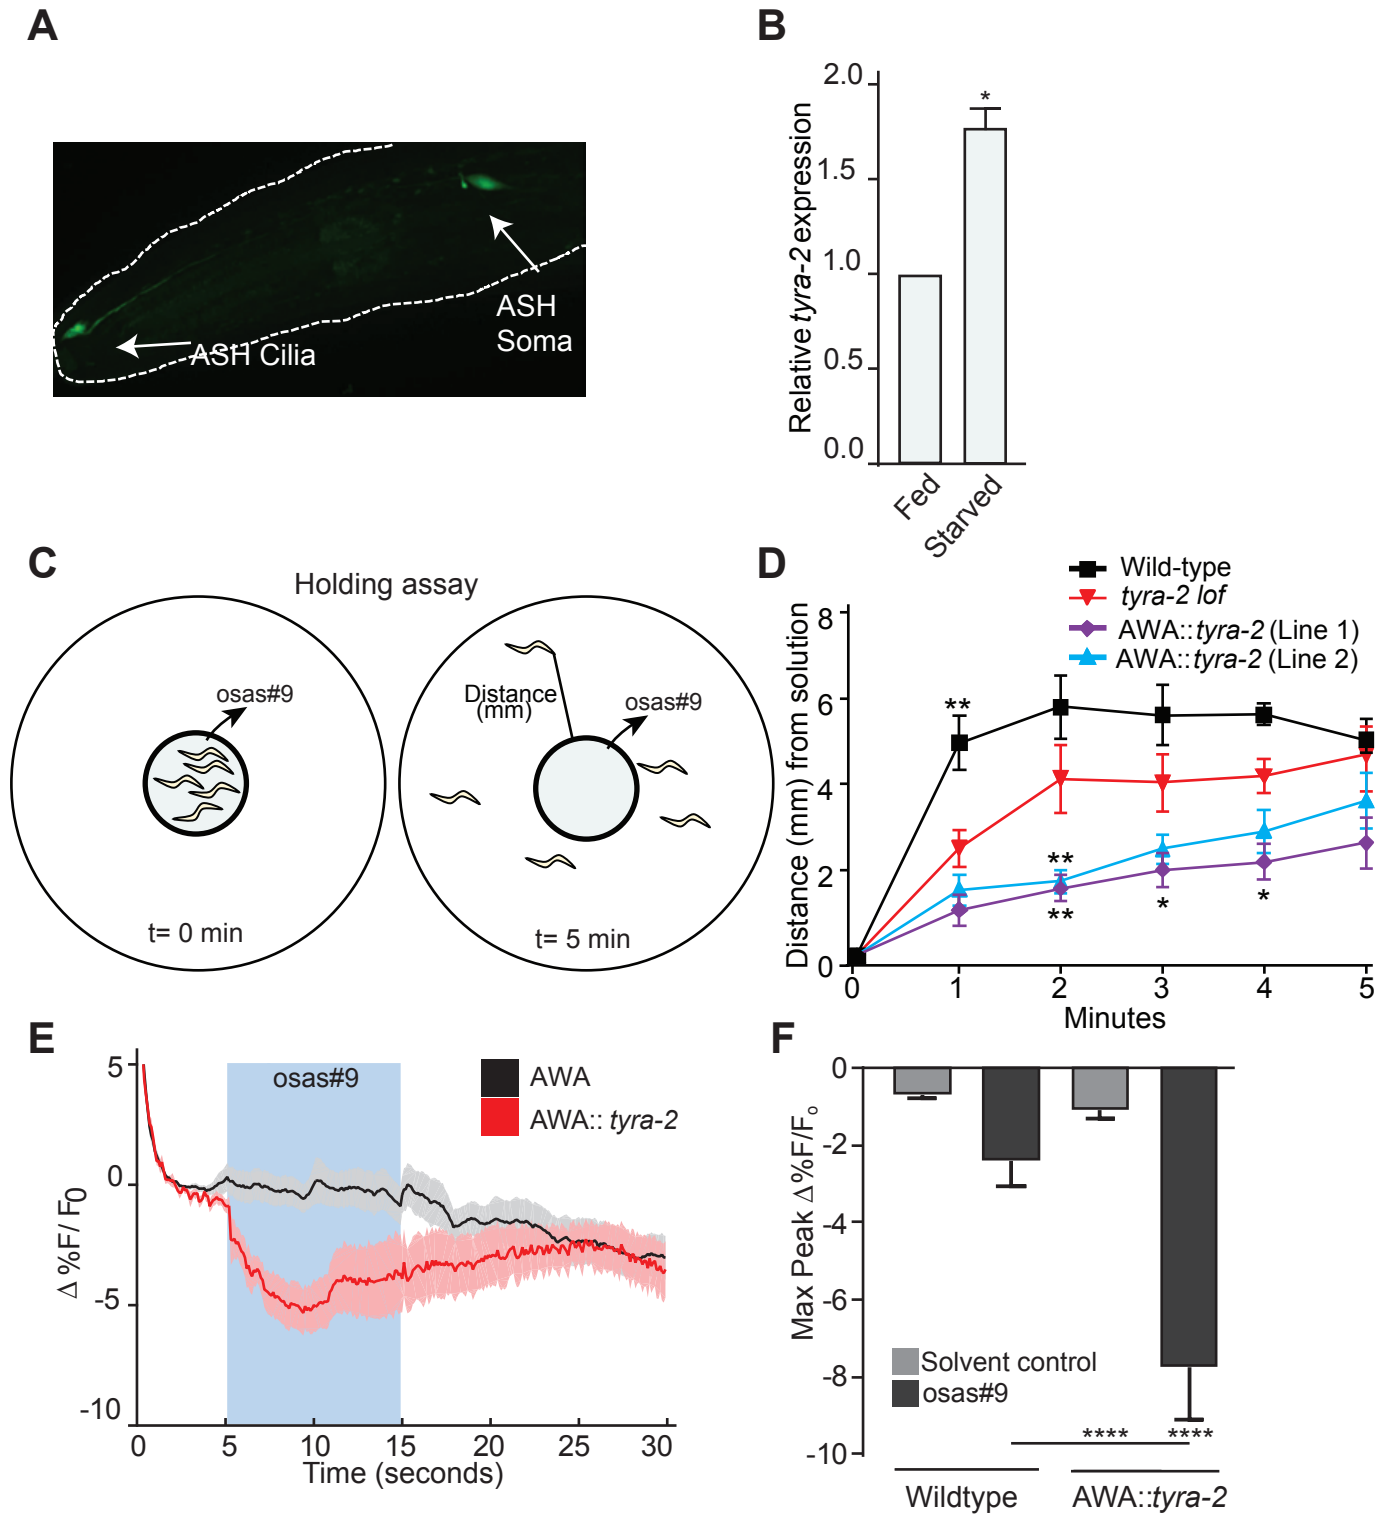 A
ASH Cilia
ASH
Soma
B
Relative tyra-2 expression
2.0
1.5
1.0
0.5
0.0
*
Fed
Starved
C
Holding assay
osas#9
t= 0 min
Distance
(mm)
osas#9
t= 5 min
D
Wild-type
tyra-2 lof
AWA::tyra-2 (Line 1)
AWA::tyra-2 (Line 2)
Distance (mm) from solution
8
6
4
2
0
**
**
**
*
*
0 1 2 3 4 5
Minutes
E
Δ %F/ F0
5
0
-5
-10
osas#9
AWA
AWA:: tyra-2
0 5 10 15 20 25 30
Time (seconds)
F
Max Peak Δ%F/Fo
0
-2
-4
-6
-8
-10
Solvent control
osas#9
**** ****
Wildtype
AWA::tyra-2